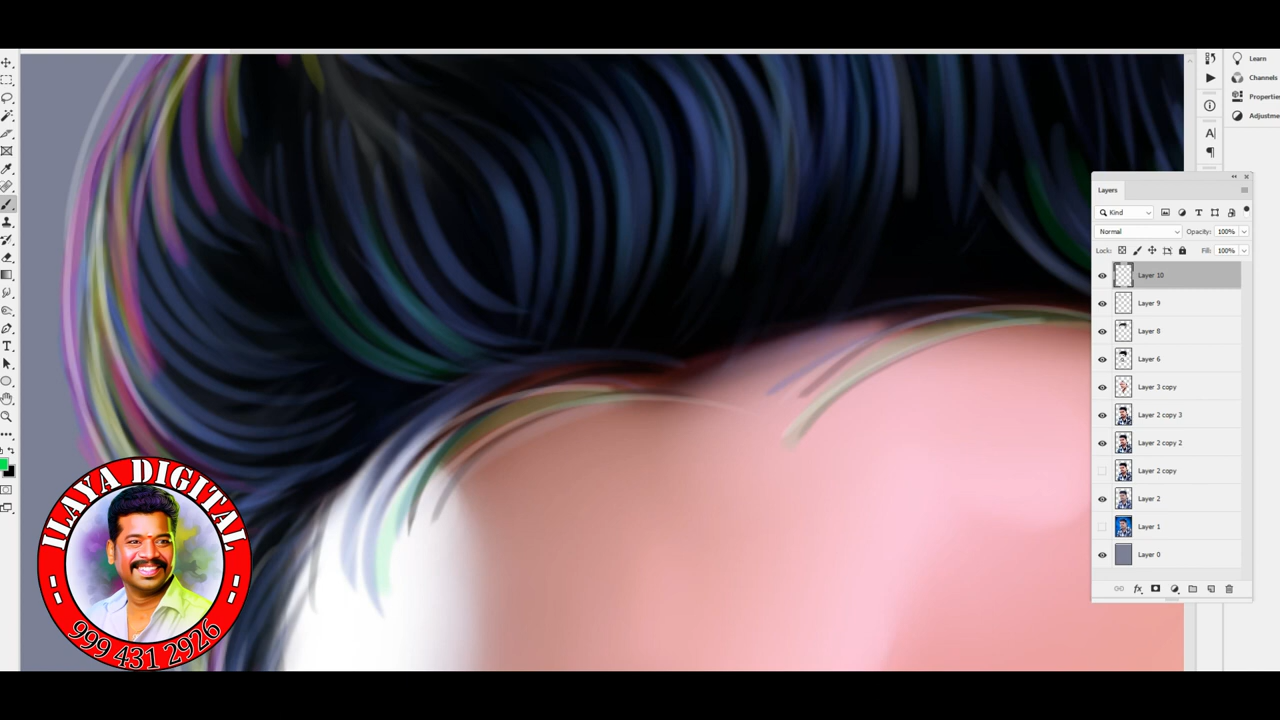 Learn
Channels
Properties
Adjustme
Layers
Kind
Normal
Opacity: 100%
Lock:
Fill: 100%
Layer 10
Layer 9
Layer 8
Layer 6
Layer 3 copy
Layer 2 copy 3
Layer 2 copy 2
Layer 2 copy
Layer 2
Layer 1
Layer 0
ILAYA DIGITAL
999 431 2926